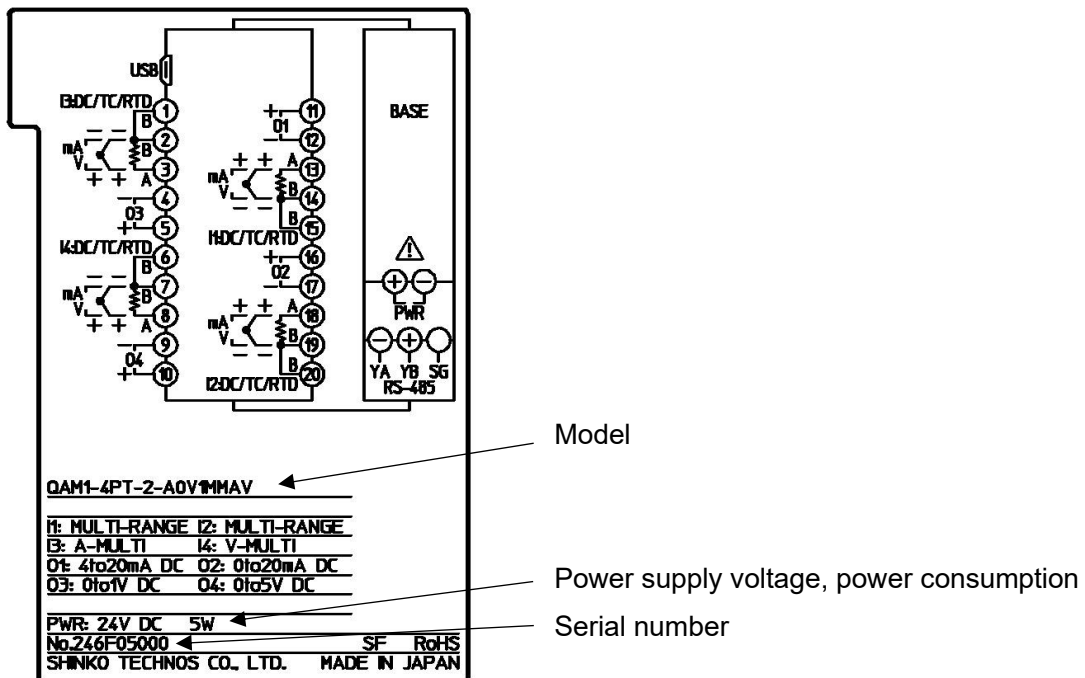 USB
I3:DC/TC/RTD
1
B
2
mA
V
B
3
A
4
O3
5
I4:DC/TC/RTD
6
B
7
mA
V
B
8
A
9
O4
10
11
O1
12
A
13
mA
V
B
14
B
15
I1:DC/TC/RTD
16
O2
17
A
18
mA
V
B
19
B
20
I2:DC/TC/RTD
BASE
PWR
YA YB SG
RS-485
Model
QAM1-4PT-2-A0V1MMAV
I1: MULTI-RANGE I2: MULTI-RANGE
I3: A-MULTI I4: V-MULTI
O1: 4to20mA DC O2: 0to20mA DC
O3: 0to1V DC O4: 0to5V DC
Power supply voltage, power consumption
PWR: 24V DC 5W
Serial number
No.246F05000 SF RoHS
SHINKO TECHNOS CO., LTD. MADE IN JAPAN